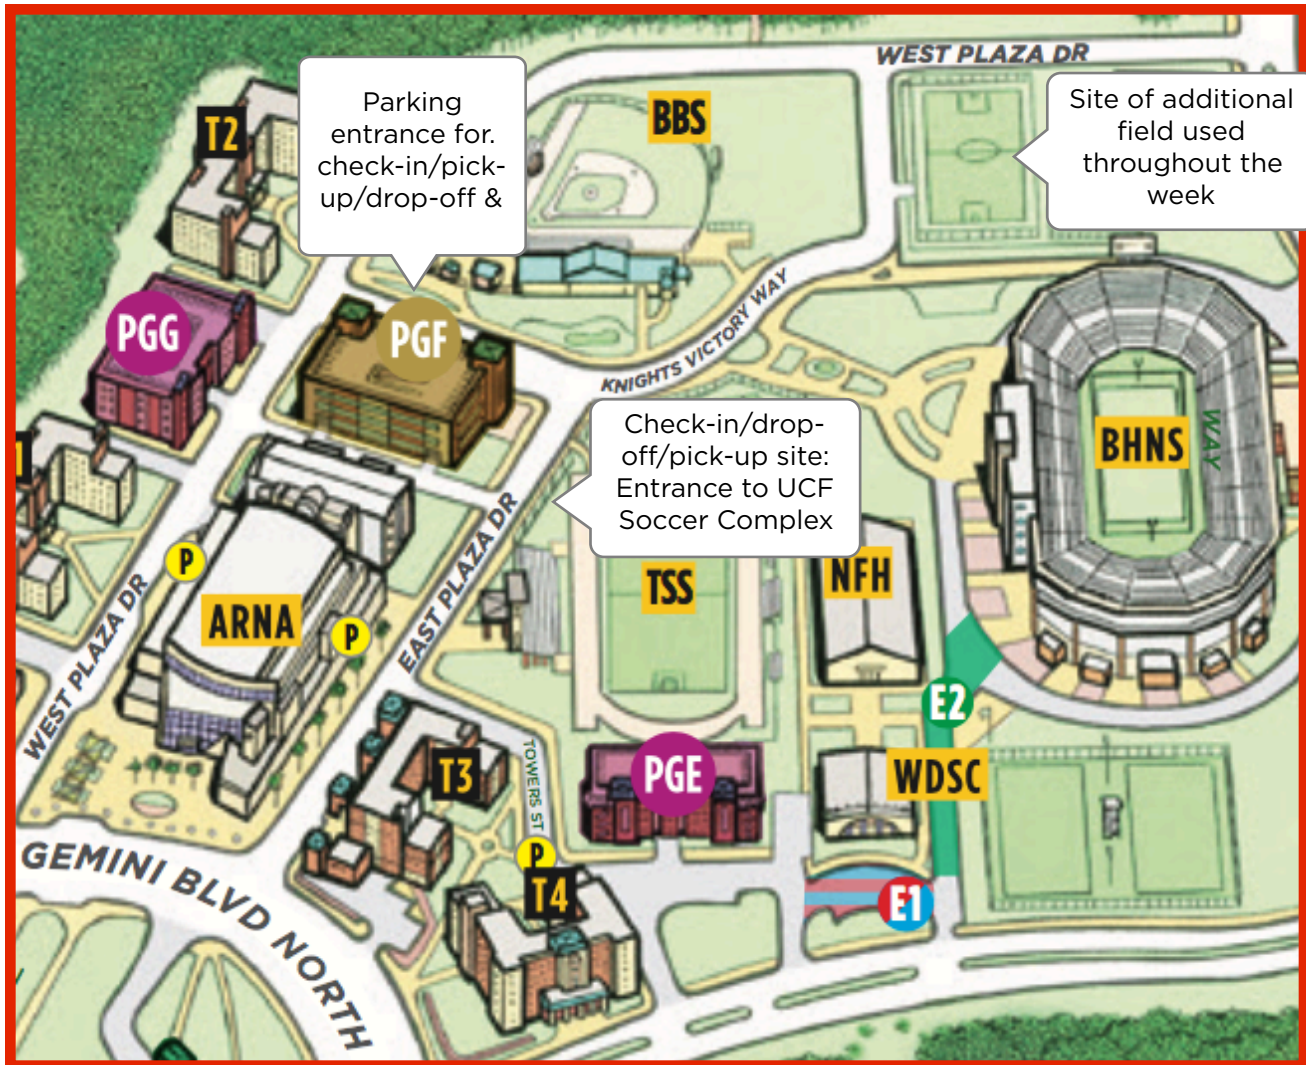 WEST PLAZA DR
Parking
entrance for.
check-in/pick-
up/drop-off &
Site of additional
field used
throughout the
week
T2
BBS
PGG
PGF
KNIGHTS VICTORY WAY
Check-in/drop-
off/pick-up site:
Entrance to UCF
Soccer Complex
BHNS
WAY
P
ARNA
P
EAST PLAZA DR
WEST PLAZA DR
TSS
NFH
E2
T3
TOWERS ST
PGE
WDSC
P
T4
E1
GEMINI BLVD NORTH